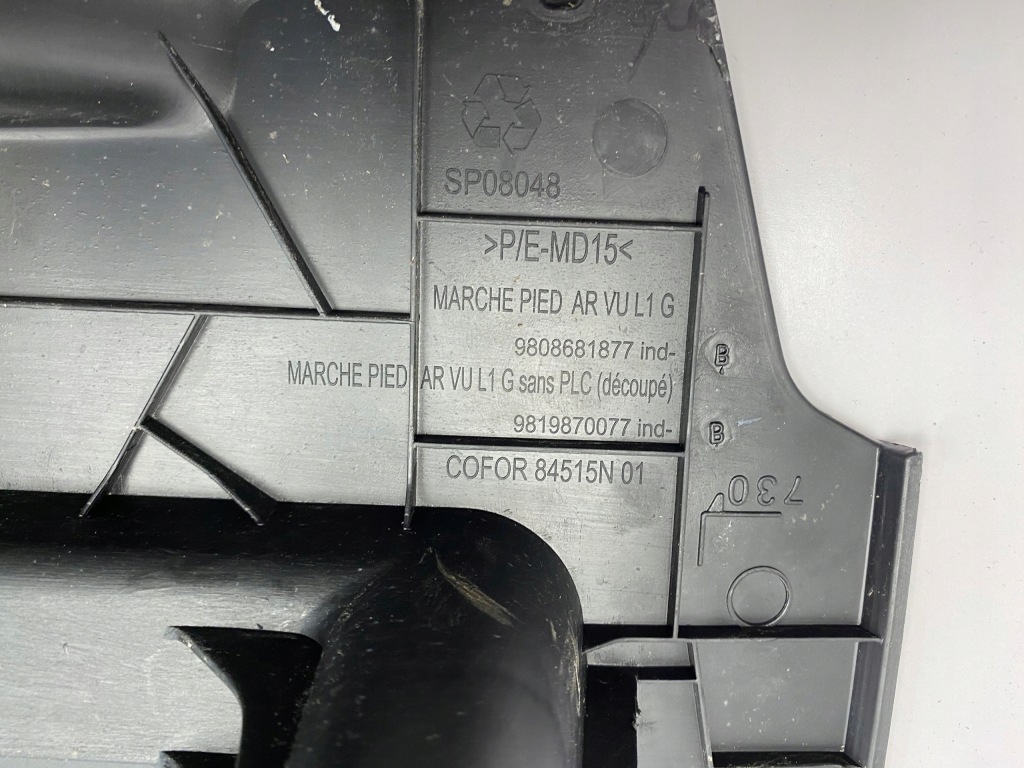 SP08048
>P/E-MD15<
MARCHE PIED AR VU L1 G
9808681877 ind-
B
MARCHE PIED AR VU L1 G sans PLC (découpé)
9819870077 ind-
B
COFOR 84515N 01
730